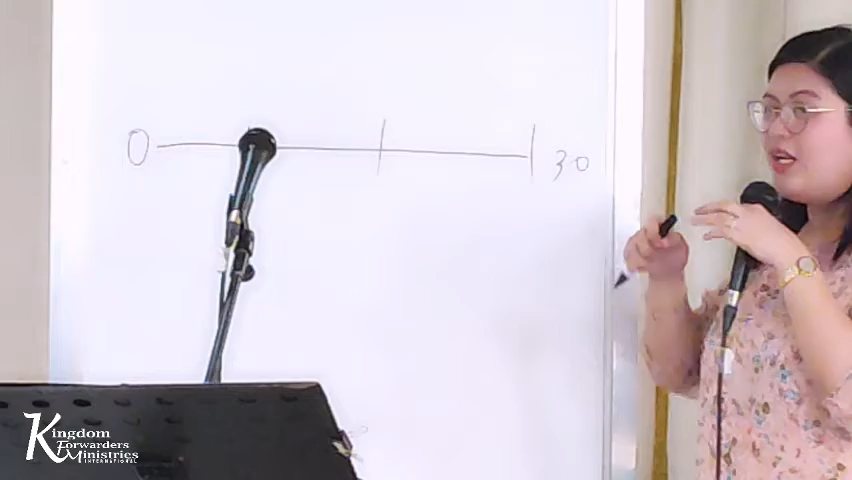 0 30
Kingdom
Forwarders
Ministries
INTERNATIONAL